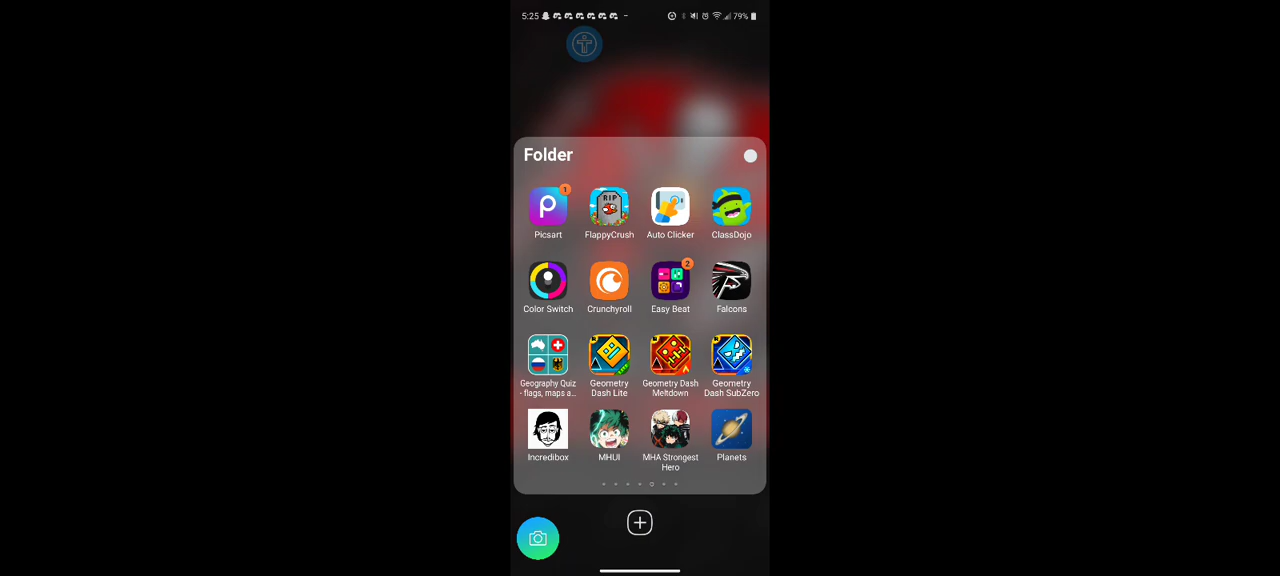 5:25
79%
Folder
1
RIP
Picsart
FlappyCrush
Auto Clicker
ClassDojo
2
Color Switch
Crunchyroll
Easy Beat
Falcons
Geography Quiz
- flags, maps a...
Geometry
Dash Lite
Geometry Dash
Meltdown
Geometry
Dash SubZero
Incredibox
MHUI
MHA Strongest
Hero
Planets